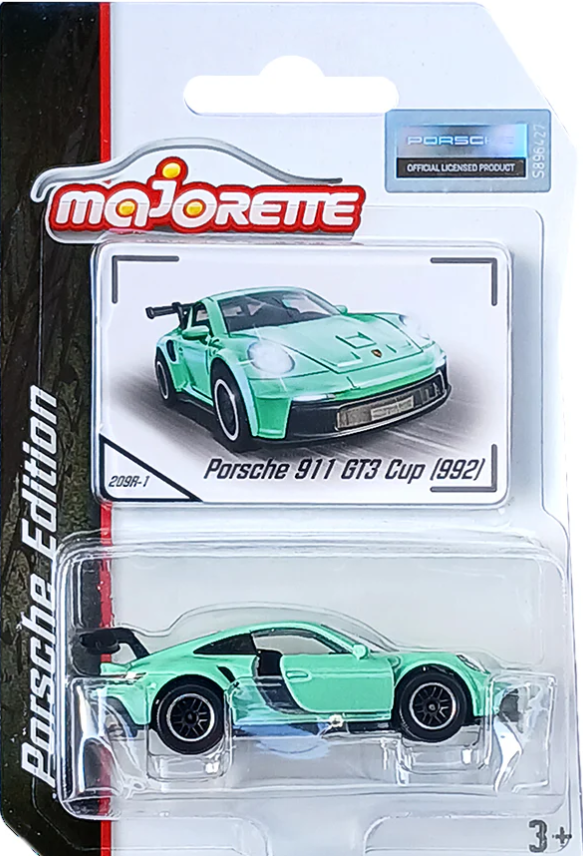 PORSCHE
OFFICIAL LICENSED PRODUCT
S896427
majorette
Porsche 911 GT3 Cup (992)
209A-1
Porsche Edition
3+